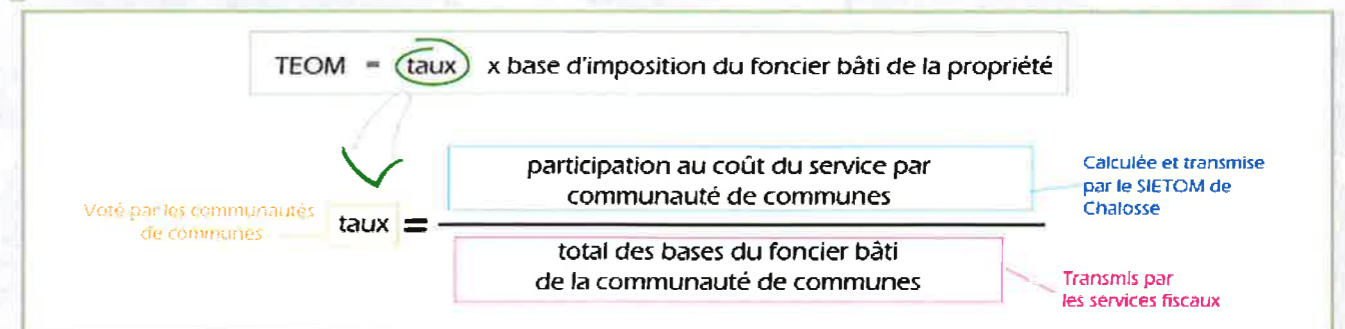 TEOM = taux x base d'imposition du foncier bâti de la propriété
participation au coût du service par
communauté de communes
Calculée et transmise
par le SIETOM de
Chalosse
Voté par les communautés
de communes
taux =
total des bases du foncier bâti
de la communauté de communes
Transmis par
les services fiscaux